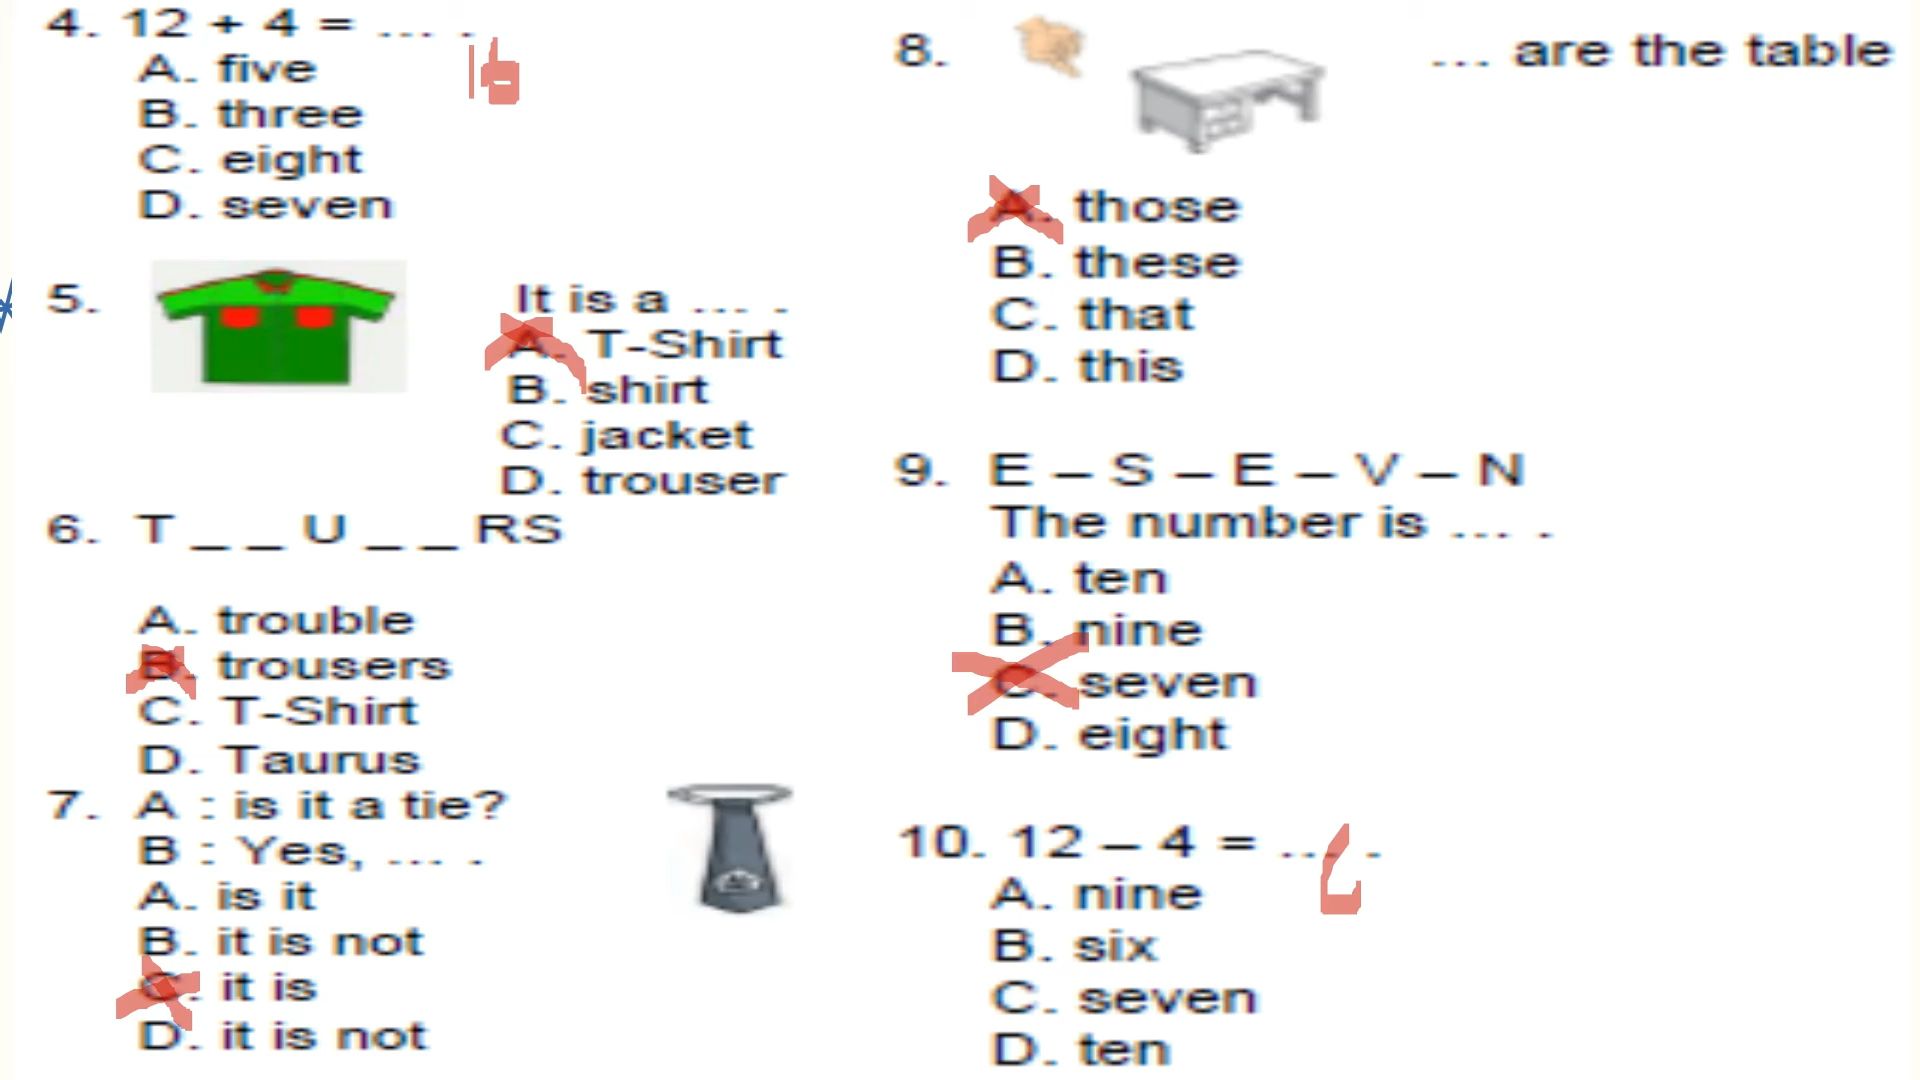 4. 12 + 4 = ... .
16
A. five
B. three
C. eight
D. seven
5. It is a ... .
A. T-Shirt
B. shirt
C. jacket
D. trouser
6. T _ _ U _ _ RS
A. trouble
B. trousers
C. T-Shirt
D. Taurus
7. A : is it a tie?
B : Yes, ... .
A. is it
B. it is not
C. it is
D. it is not
8. ... are the table
A. those
B. these
C. that
D. this
9. E – S – E – V – N
The number is ... .
A. ten
B. nine
C. seven
D. eight
10. 12 – 4 = ... .
A. nine
B. six
C. seven
D. ten